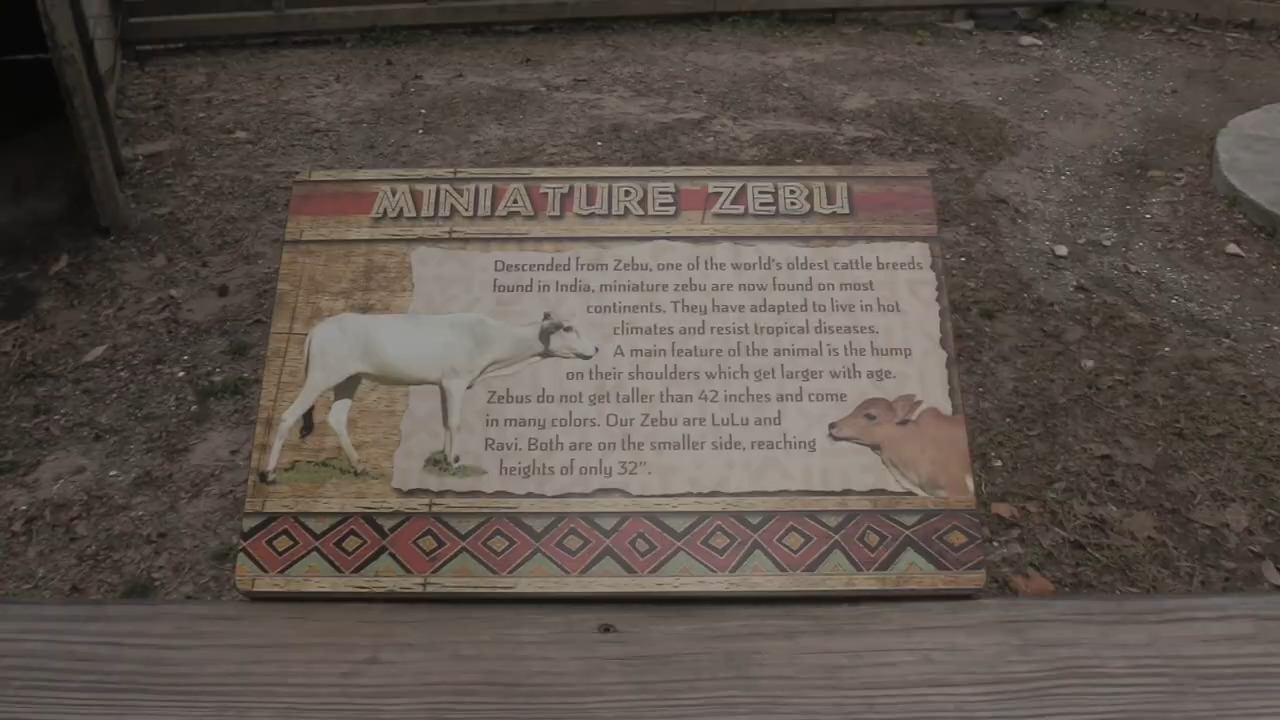 MINIATURE ZEBU
Descended from Zebu, one of the world's oldest cattle breeds
found in India, miniature zebu are now found on most
continents. They have adapted to live in hot
climates and resist tropical diseases.
A main feature of the animal is the hump
on their shoulders which get larger with age.
Zebus do not get taller than 42 inches and come
in many colors. Our Zebu are LuLu and
Ravi. Both are on the smaller side, reaching
heights of only 32".